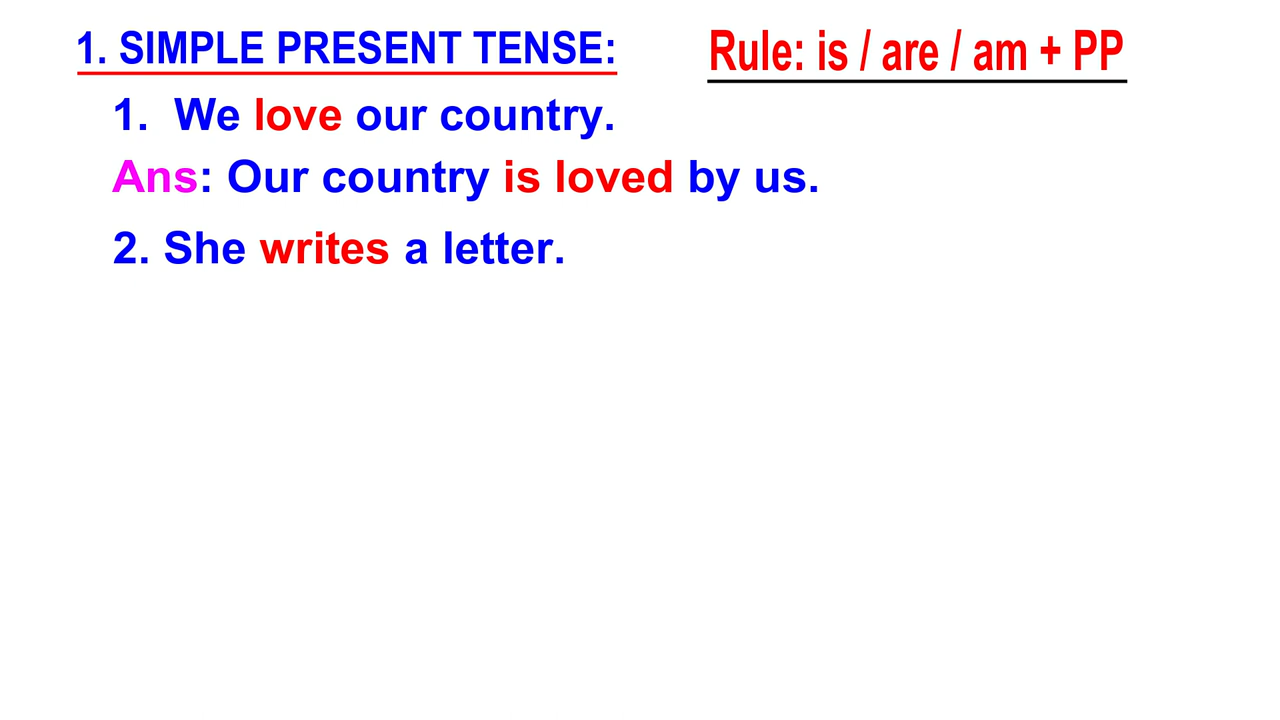 1. SIMPLE PRESENT TENSE: Rule: is / are / am + PP
1. We love our country.
Ans: Our country is loved by us.
2. She writes a letter.